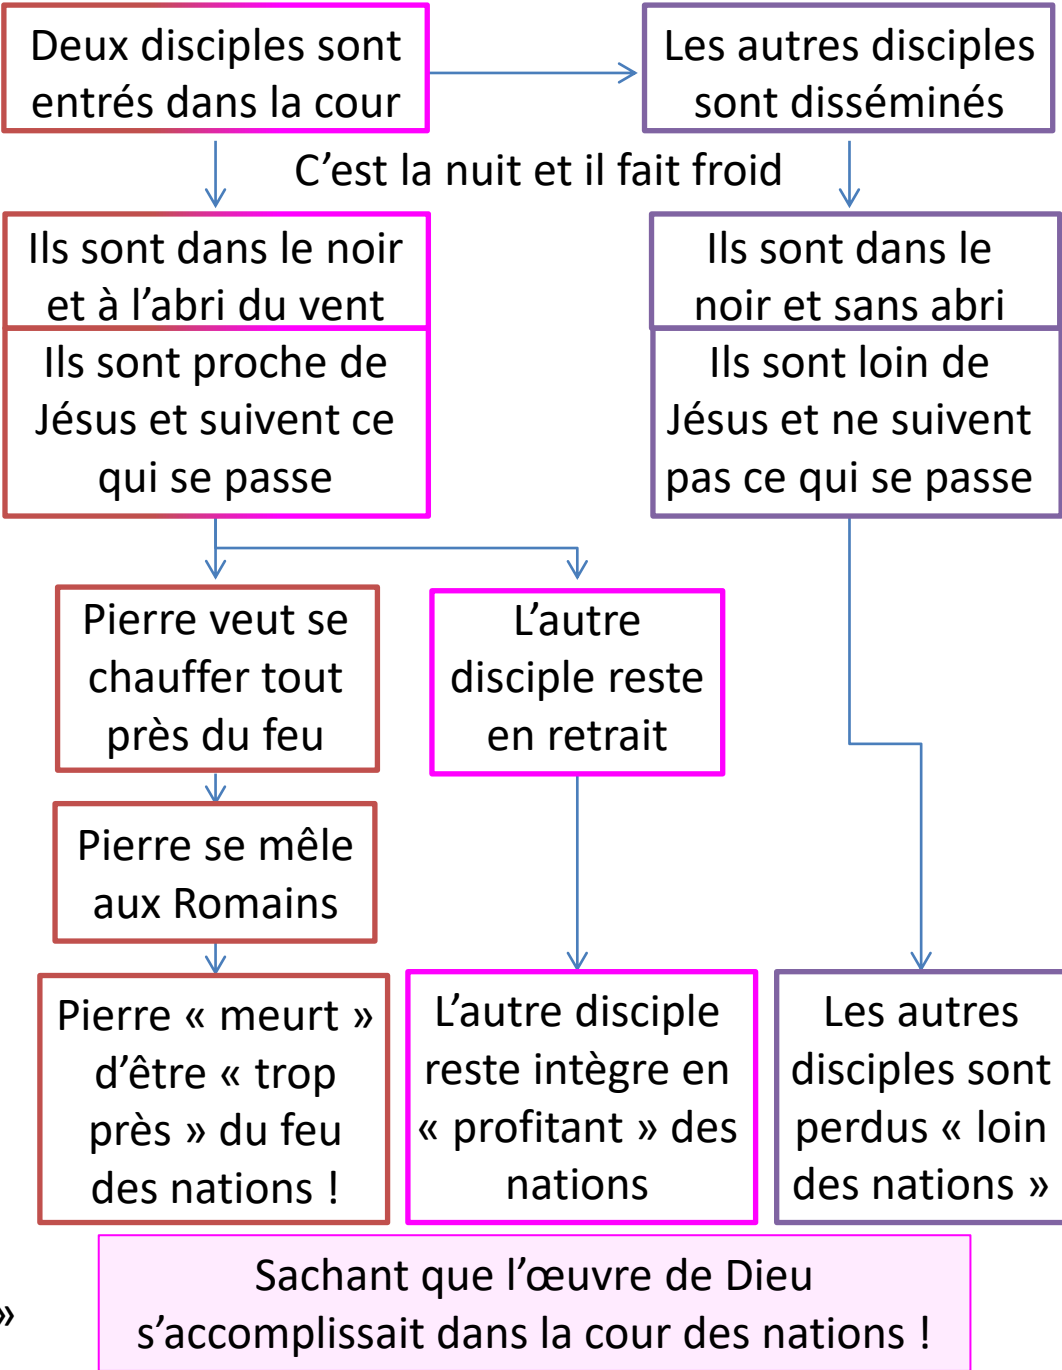 Deux disciples sont
entrés dans la cour
Les autres disciples
sont disséminés
C’est la nuit et il fait froid
Ils sont dans le noir
et à l’abri du vent
Ils sont dans le
noir et sans abri
Ils sont proche de
Jésus et suivent ce
qui se passe
Ils sont loin de
Jésus et ne suivent
pas ce qui se passe
Pierre veut se
chauffer tout
près du feu
L’autre
disciple reste
en retrait
Pierre se mêle
aux Romains
Pierre « meurt »
d’être « trop
près » du feu
des nations !
L’autre disciple
reste intègre en
« profitant » des
nations
Les autres
disciples sont
perdus « loin
des nations »
»
Sachant que l’œuvre de Dieu
s’accomplissait dans la cour des nations !